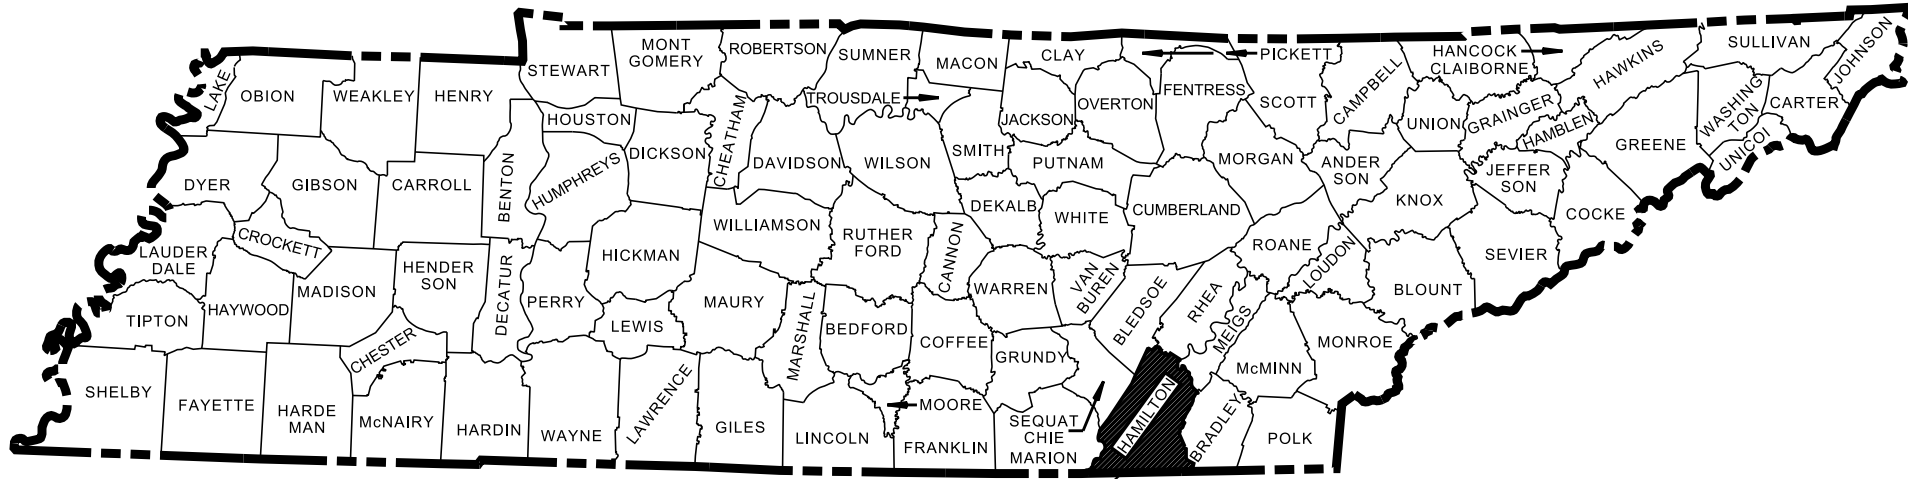 MONT
GOMERY
ROBERTSON
SUMNER
MACON
CLAY
PICKETT
HANCOCK
CLAIBORNE
HAWKINS
SULLIVAN
JOHNSON
STEWART
LAKE
OBION
WEAKLEY
HENRY
HOUSTON
TROUSDALE
JACKSON
OVERTON
FENTRESS
SCOTT
CAMPBELL
UNION
GRAINGER
HAMBLEN
WASHING
TON
CARTER
UNICOI
GREENE
DICKSON
CHEATHAM
DAVIDSON
WILSON
SMITH
PUTNAM
MORGAN
ANDER
SON
KNOX
JEFFER
SON
COCKE
DYER
GIBSON
CARROLL
BENTON
HUMPHREYS
WILLIAMSON
RUTHER
FORD
CANNON
DEKALB
WHITE
CUMBERLAND
ROANE
LOUDON
SEVIER
BLOUNT
LAUDER
DALE
CROCKETT
HAYWOOD
MADISON
HENDER
SON
DECATUR
PERRY
HICKMAN
LEWIS
MAURY
MARSHALL
BEDFORD
COFFEE
WARREN
VAN
BUREN
BLEDSOE
RHEA
MEIGS
McMINN
MONROE
TIPTON
SHELBY
FAYETTE
HARDE
MAN
CHESTER
McNAIRY
HARDIN
WAYNE
LAWRENCE
GILES
LINCOLN
MOORE
FRANKLIN
GRUNDY
SEQUAT
CHIE
MARION
HAMILTON
BRADLEY
POLK